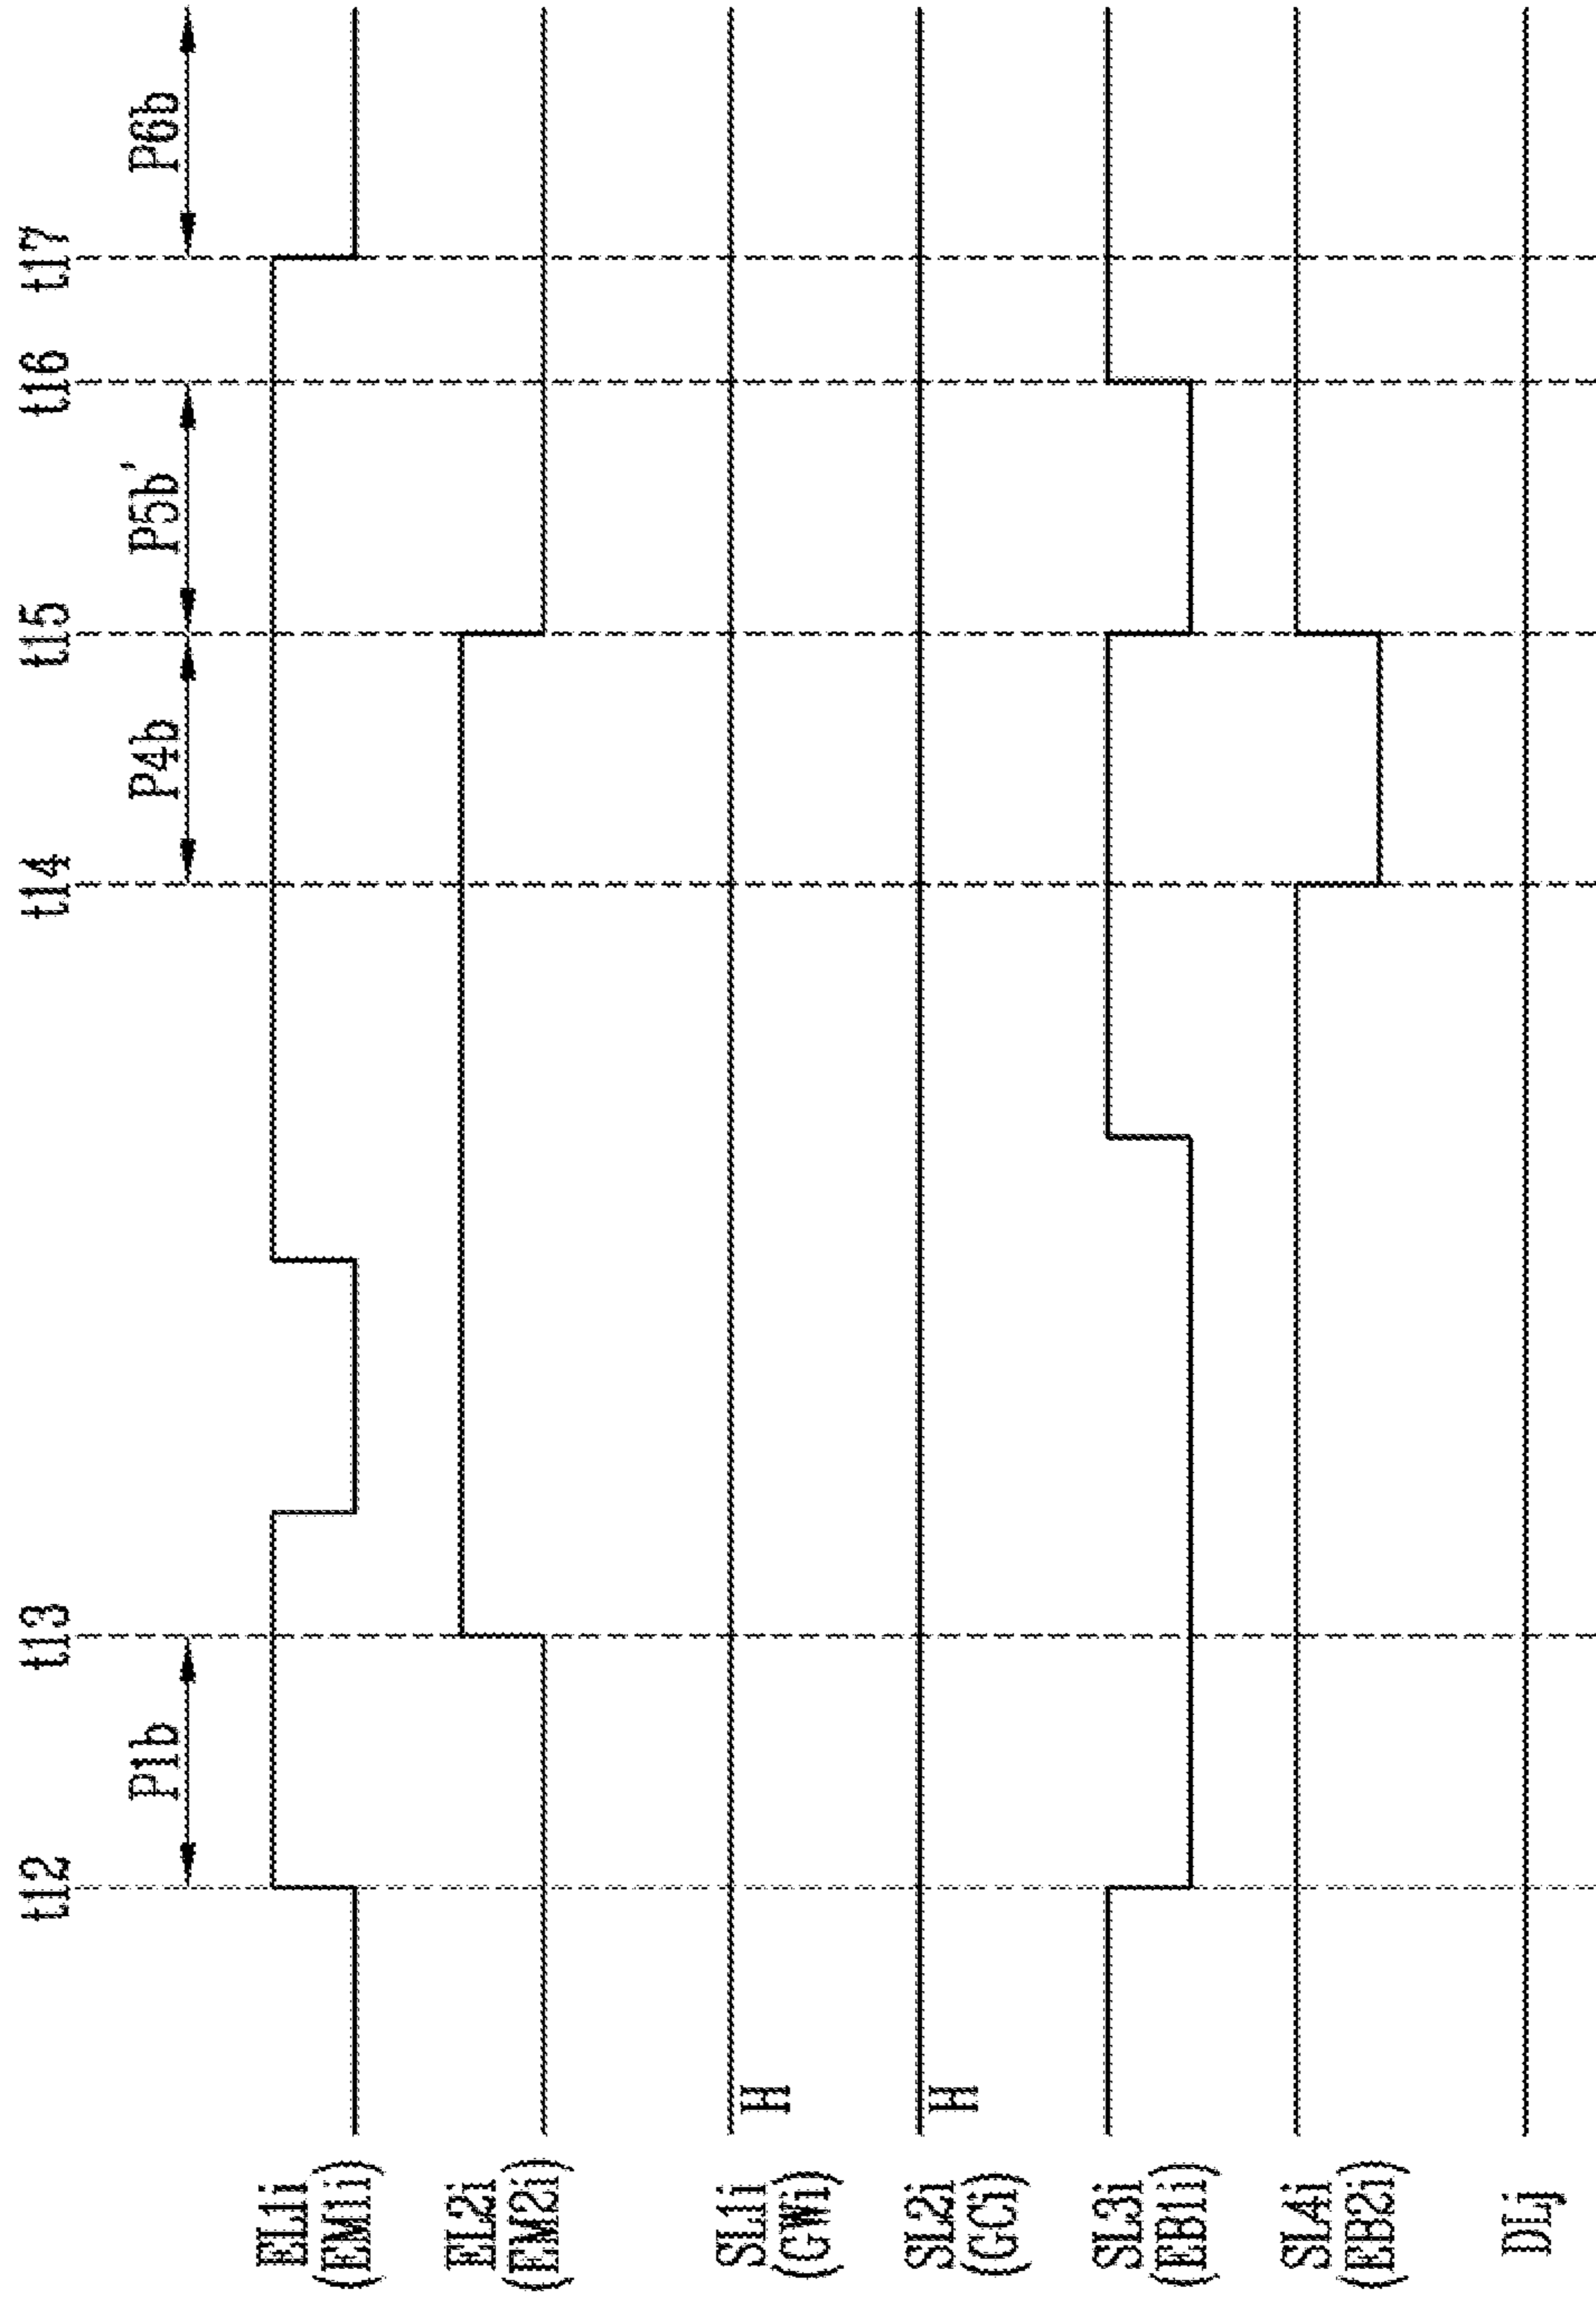 t12 t13 t14 t15 t16 t17
P1b P4b P5b' P6b
EL1i
(EM1i)
EL2i
(EM2i)
SL1i
(GWi)
H
SL2i
(GCi)
H
SL3i
(EB1i)
SL4i
(EB2i)
DLj